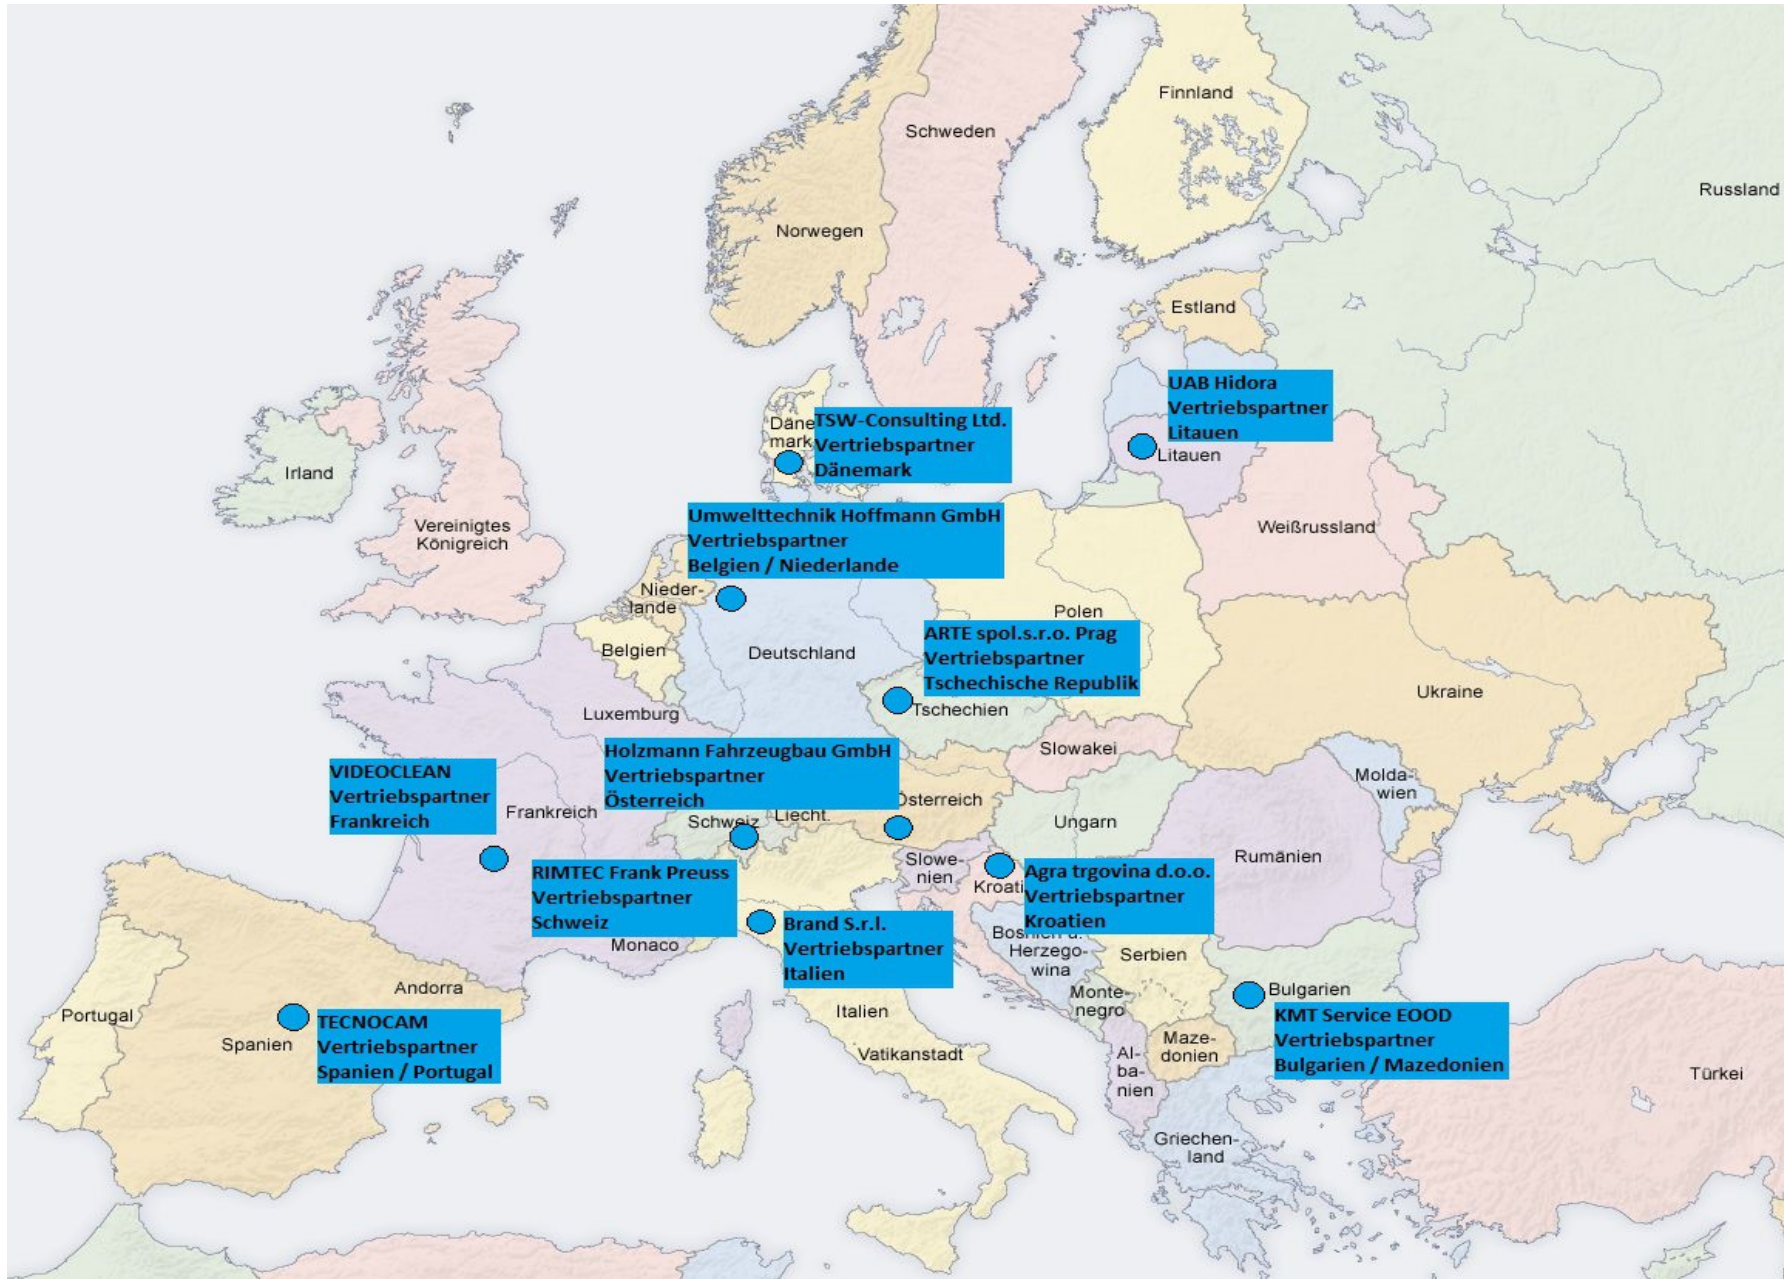 Finnland
Schweden
Russland
Norwegen
Estland
UAB Hidora
Vertriebspartner
Litauen
Litauen
Däne
mark
TSW-Consulting Ltd.
Vertriebspartner
Dänemark
Irland
Vereinigtes
Königreich
Umwelttechnik Hoffmann GmbH
Vertriebspartner
Belgien / Niederlande
Weißrussland
Nieder-
lande
Polen
Belgien
Deutschland
ARTE spol.s.r.o. Prag
Vertriebspartner
Tschechische Republik
Tschechien
Ukraine
Luxemburg
Slowakei
Holzmann Fahrzeugbau GmbH
Vertriebspartner
Österreich
Österreich
VIDEOCLEAN
Vertriebspartner
Frankreich
Frankreich
Schweiz
Liecht.
Ungarn
Molda-
wien
Rumänien
Slowe-
nien
RIMTEC Frank Preuss
Vertriebspartner
Schweiz
Kroati
Agra trgovina d.o.o.
Vertriebspartner
Kroatien
Monaco
Brand S.r.l.
Vertriebspartner
Italien
Bosnien u.
Herzego-
wina
Serbien
Andorra
Monte-
negro
Bulgarien
KMT Service EOOD
Vertriebspartner
Bulgarien / Mazedonien
Portugal
Spanien
TECNOCAM
Vertriebspartner
Spanien / Portugal
Italien
Vatikanstadt
Maze-
donien
Al-
ba-
nien
Türkei
Griechen-
land